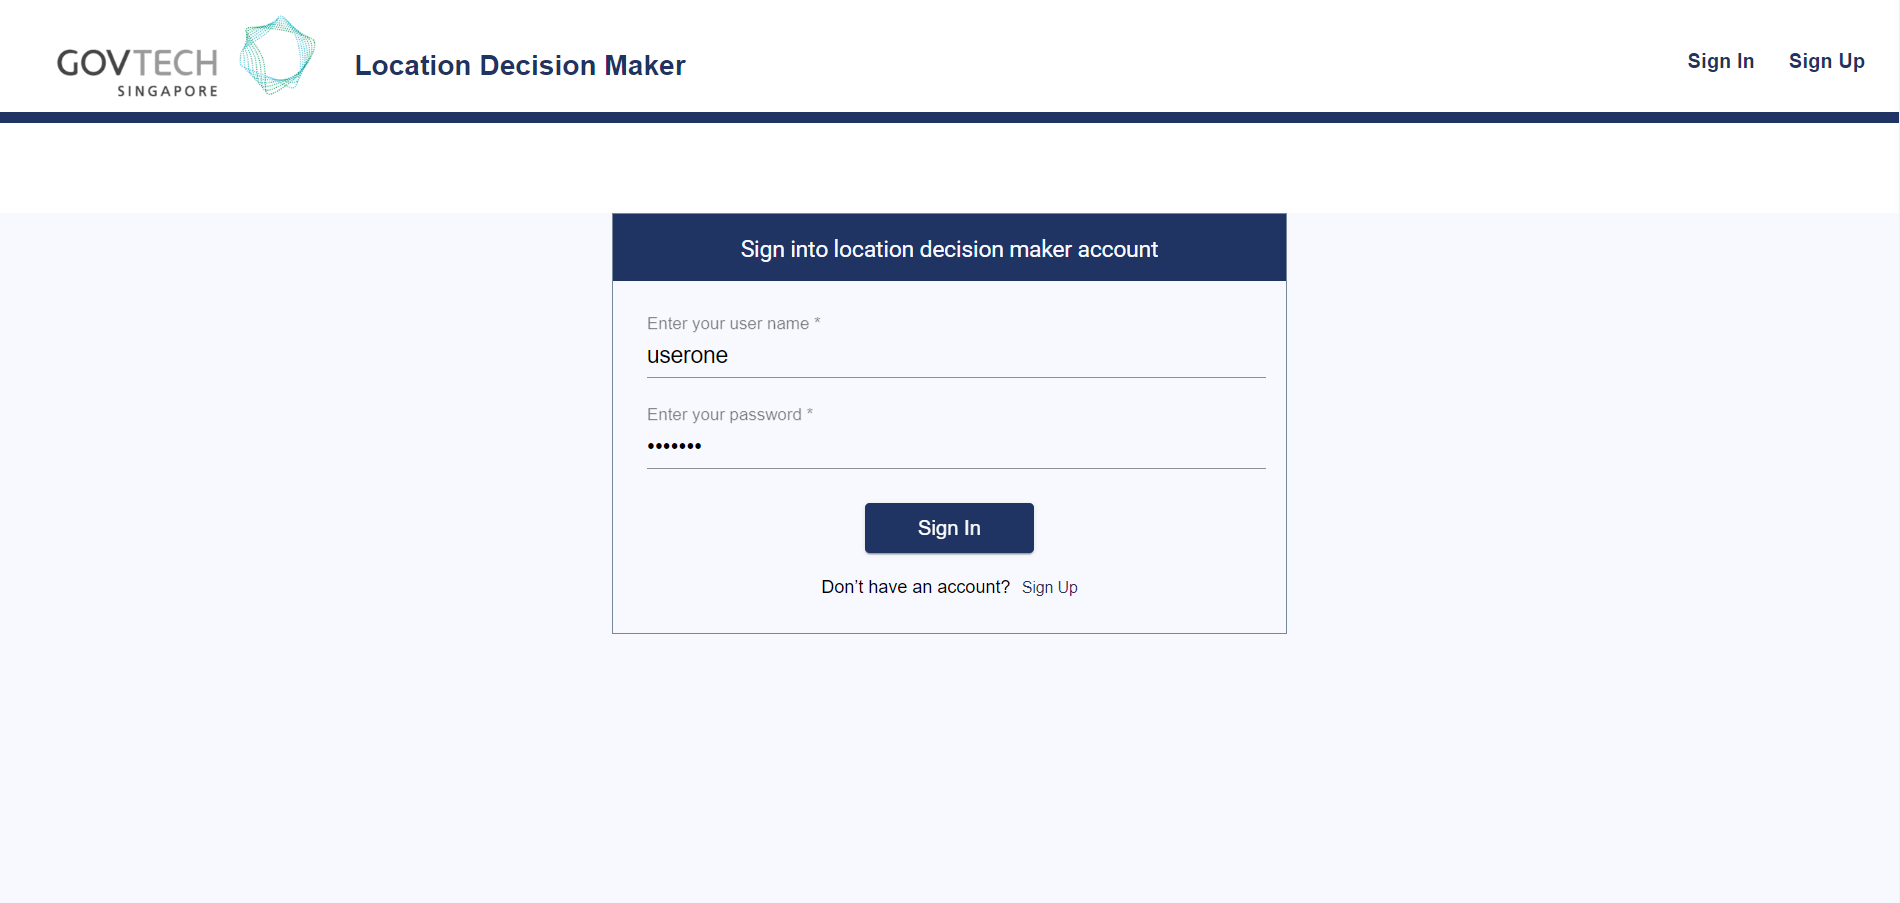 GOVTECH
SINGAPORE
Location Decision Maker
Sign In
Sign Up
Sign into location decision maker account
Enter your user name *
userone
Enter your password *
•••••••
Sign In
Don’t have an account? Sign Up